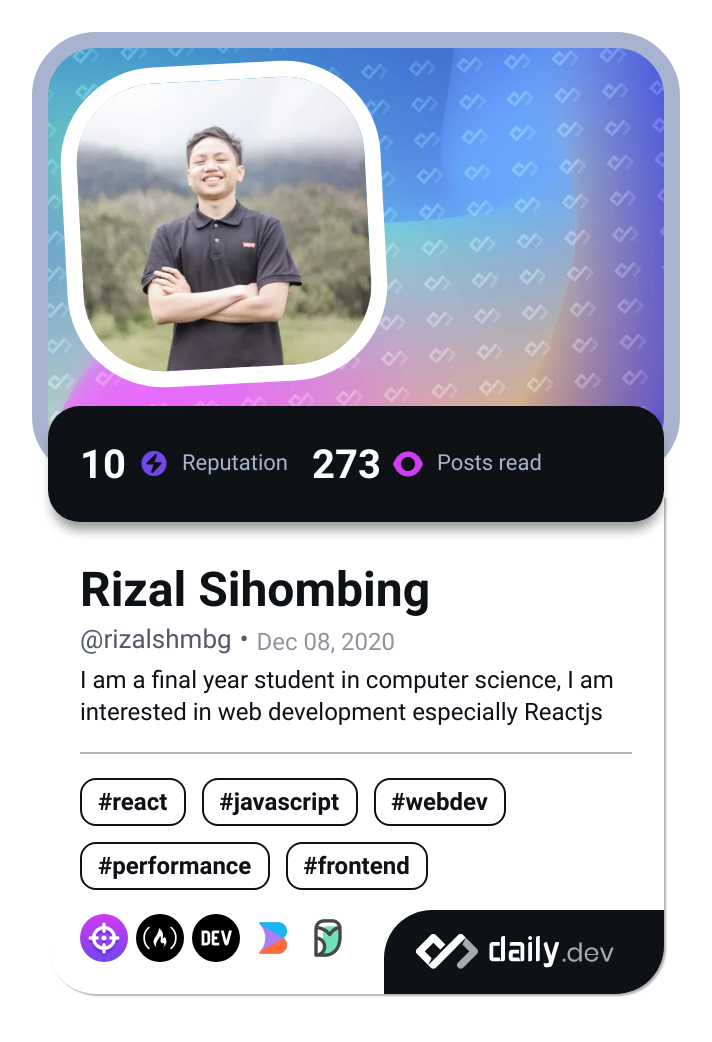 10 Reputation 273 Posts read
Rizal Sihombing
@rizalshmbg • Dec 08, 2020
I am a final year student in computer science, I am
interested in web development especially Reactjs
#react #javascript #webdev
#performance #frontend
DEV
daily.dev